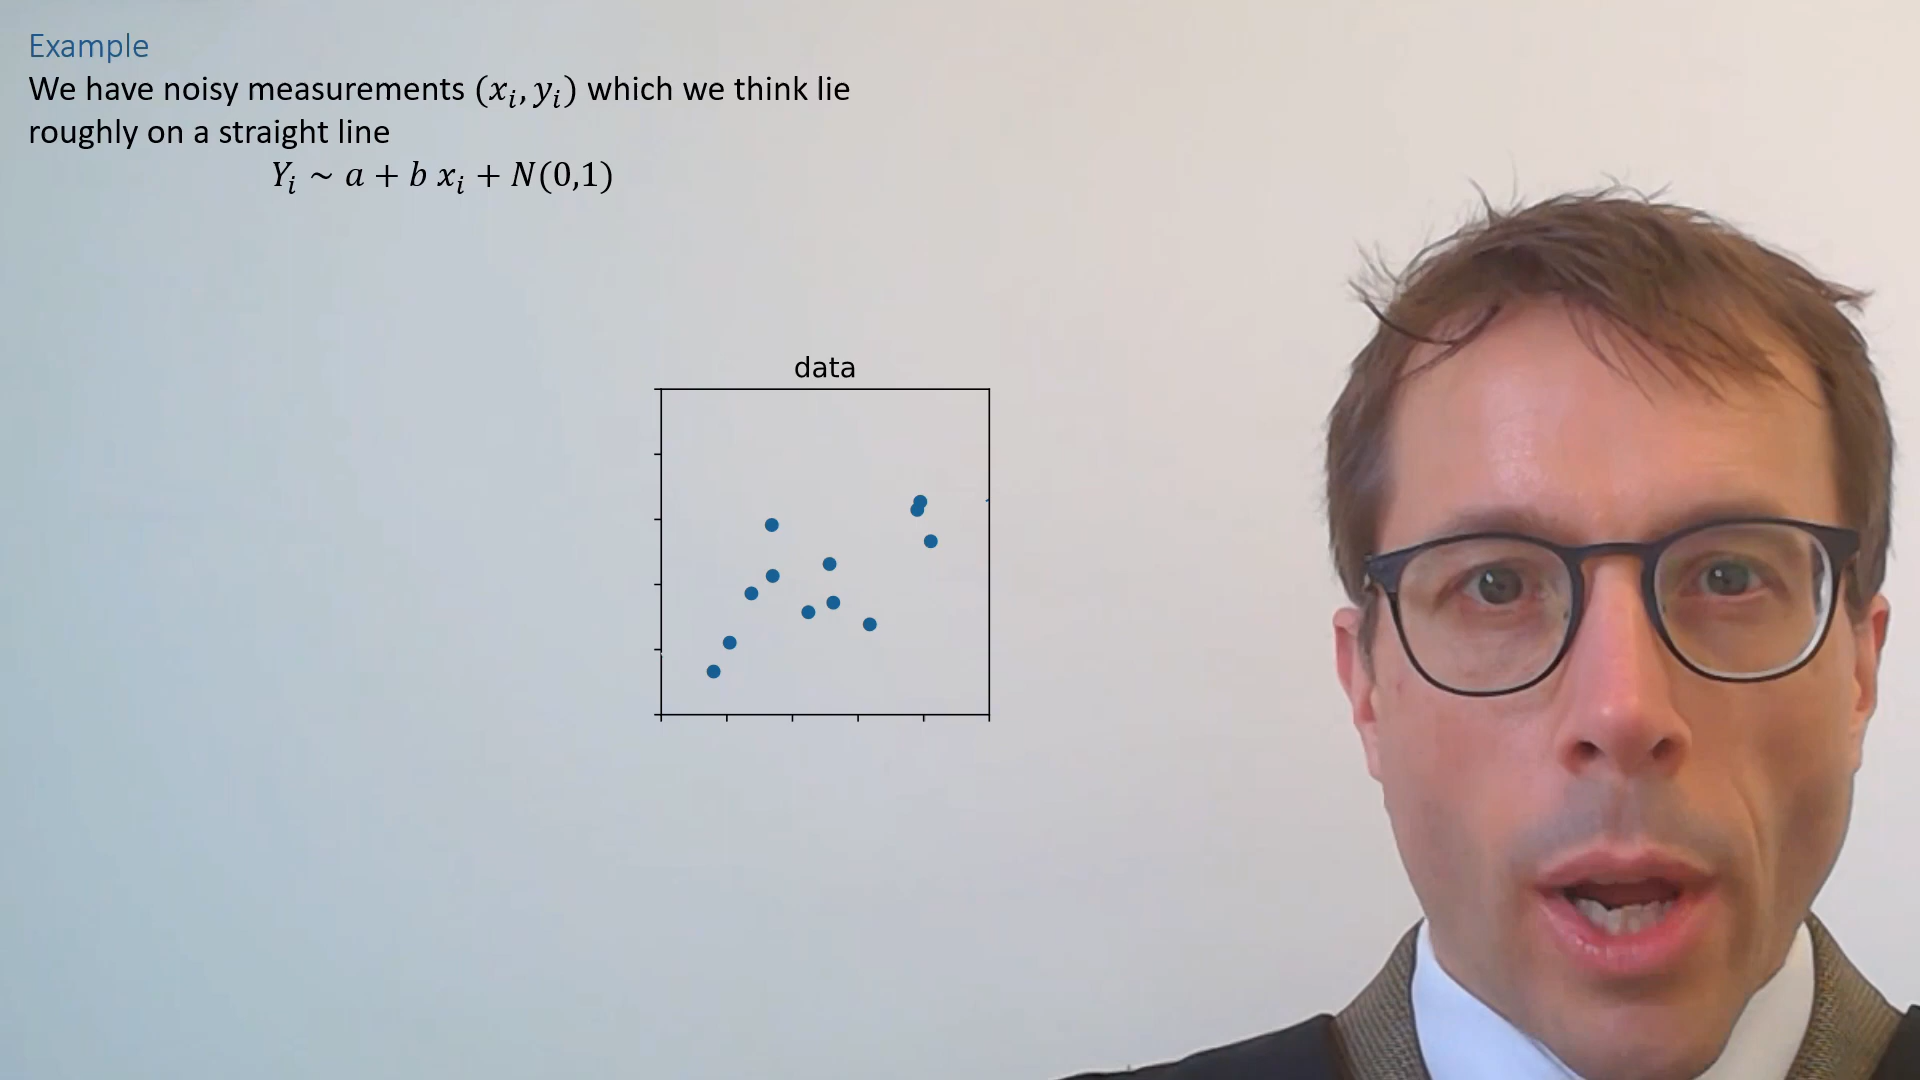 Example
We have noisy measurements (xᵢ, yᵢ) which we think lie
roughly on a straight line
Yᵢ ~ a + b xᵢ + N(0,1)
data